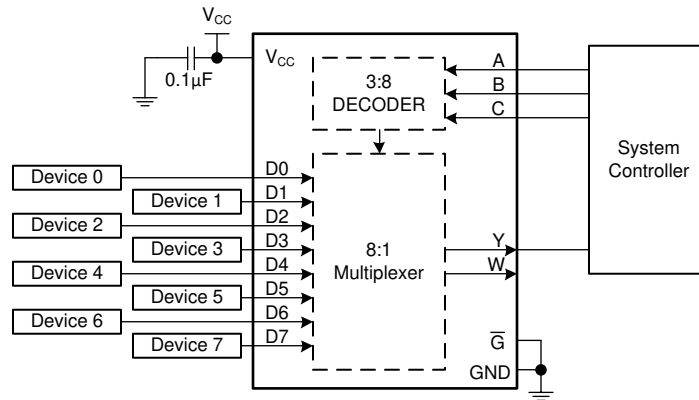 VCC
0.1µF
VCC
3:8
DECODER
A
B
C
System
Controller
Device 0
D0
Device 1
D1
Device 2
D2
Device 3
D3
Device 4
D4
Device 5
D5
Device 6
D6
Device 7
D7
8:1
Multiplexer
Y
W
G̅
GND